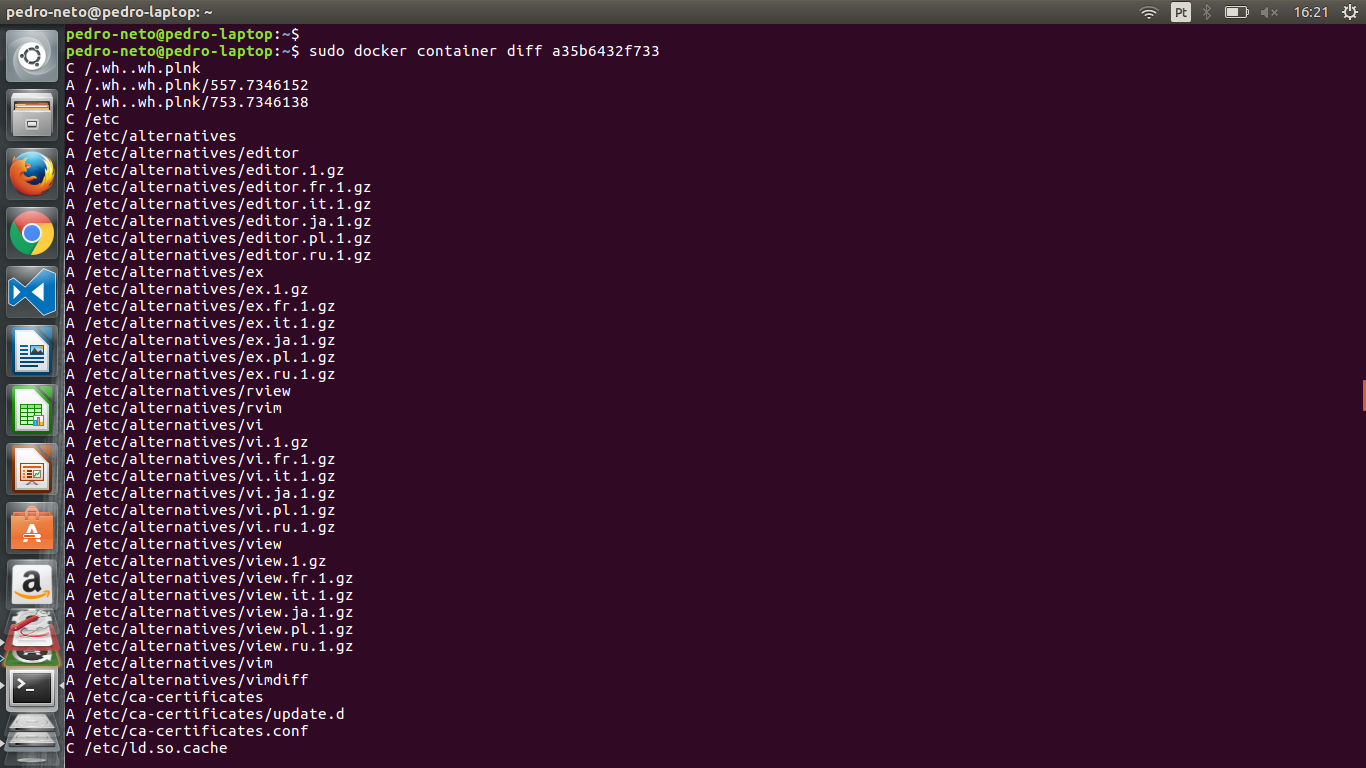 pedro-neto@pedro-laptop: ~
Pt
16:21
pedro-neto@pedro-laptop:~$
pedro-neto@pedro-laptop:~$ sudo docker container diff a35b6432f733
C /.wh..wh.plnk
A /.wh..wh.plnk/557.7346152
A /.wh..wh.plnk/753.7346138
C /etc
C /etc/alternatives
A /etc/alternatives/editor
A /etc/alternatives/editor.1.gz
A /etc/alternatives/editor.fr.1.gz
A /etc/alternatives/editor.it.1.gz
A /etc/alternatives/editor.ja.1.gz
A /etc/alternatives/editor.pl.1.gz
A /etc/alternatives/editor.ru.1.gz
A /etc/alternatives/ex
A /etc/alternatives/ex.1.gz
A /etc/alternatives/ex.fr.1.gz
A /etc/alternatives/ex.it.1.gz
A /etc/alternatives/ex.ja.1.gz
A /etc/alternatives/ex.pl.1.gz
A /etc/alternatives/ex.ru.1.gz
A /etc/alternatives/rview
A /etc/alternatives/rvim
A /etc/alternatives/vi
A /etc/alternatives/vi.1.gz
A /etc/alternatives/vi.fr.1.gz
A /etc/alternatives/vi.it.1.gz
A /etc/alternatives/vi.ja.1.gz
A /etc/alternatives/vi.pl.1.gz
A /etc/alternatives/vi.ru.1.gz
A /etc/alternatives/view
A /etc/alternatives/view.1.gz
A /etc/alternatives/view.fr.1.gz
A /etc/alternatives/view.it.1.gz
A /etc/alternatives/view.ja.1.gz
A /etc/alternatives/view.pl.1.gz
A /etc/alternatives/view.ru.1.gz
A /etc/alternatives/vim
A /etc/alternatives/vimdiff
A /etc/ca-certificates
A /etc/ca-certificates/update.d
A /etc/ca-certificates.conf
C /etc/ld.so.cache